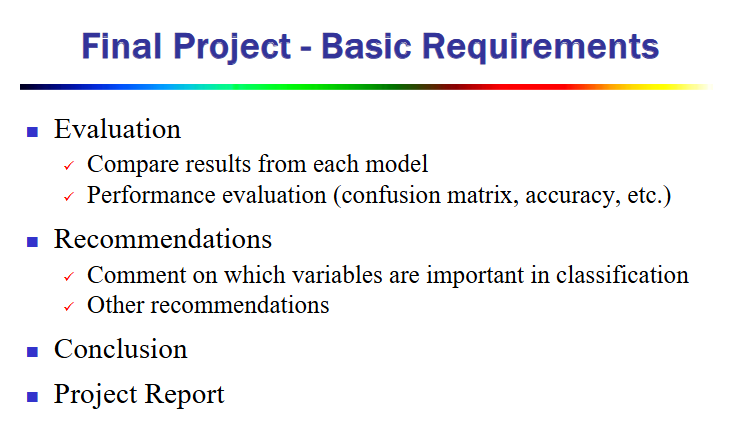 Final Project - Basic Requirements
Evaluation
Compare results from each model
Performance evaluation (confusion matrix, accuracy, etc.)
Recommendations
Comment on which variables are important in classification
Other recommendations
Conclusion
Project Report